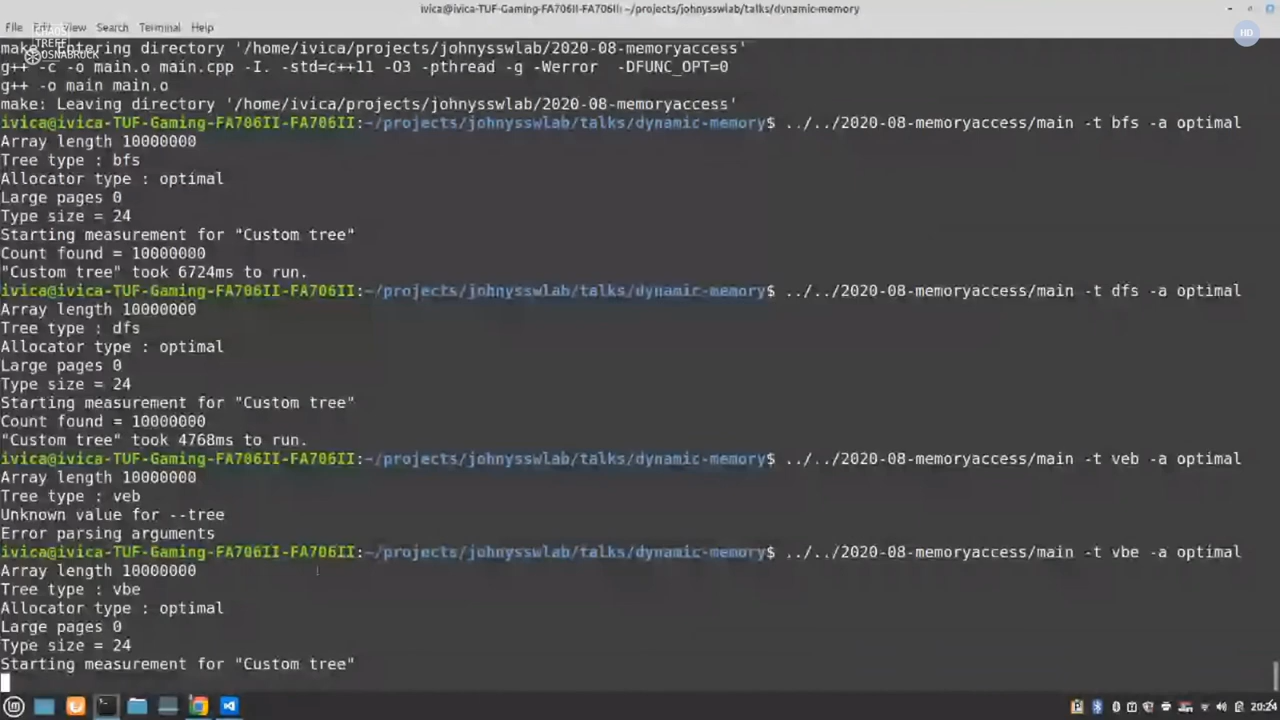 ivica@ivica-TUF-Gaming-FA706II-FA706II: ~/projects/johnysswlab/talks/dynamic-memory
File Edit View Search Terminal Help
HD
TREFF
OSNABRUCK
make: Entering directory '/home/ivica/projects/johnysswlab/2020-08-memoryaccess'
g++ -c -o main.o main.cpp -I. -std=c++11 -O3 -pthread -g -Werror  -DFUNC_OPT=0
g++ -o main main.o
make: Leaving directory '/home/ivica/projects/johnysswlab/2020-08-memoryaccess'
ivica@ivica-TUF-Gaming-FA706II-FA706II:~/projects/johnysswlab/talks/dynamic-memory$ ../../2020-08-memoryaccess/main -t bfs -a optimal
Array length 10000000
Tree type : bfs
Allocator type : optimal
Large pages 0
Type size = 24
Starting measurement for "Custom tree"
Count found = 10000000
"Custom tree" took 6724ms to run.
ivica@ivica-TUF-Gaming-FA706II-FA706II:~/projects/johnysswlab/talks/dynamic-memory$ ../../2020-08-memoryaccess/main -t dfs -a optimal
Array length 10000000
Tree type : dfs
Allocator type : optimal
Large pages 0
Type size = 24
Starting measurement for "Custom tree"
Count found = 10000000
"Custom tree" took 4768ms to run.
ivica@ivica-TUF-Gaming-FA706II-FA706II:~/projects/johnysswlab/talks/dynamic-memory$ ../../2020-08-memoryaccess/main -t veb -a optimal
Array length 10000000
Tree type : veb
Unknown value for --tree
Error parsing arguments
ivica@ivica-TUF-Gaming-FA706II-FA706II:~/projects/johnysswlab/talks/dynamic-memory$ ../../2020-08-memoryaccess/main -t vbe -a optimal
Array length 10000000
Tree type : vbe
Allocator type : optimal
Large pages 0
Type size = 24
Starting measurement for "Custom tree"
20:24